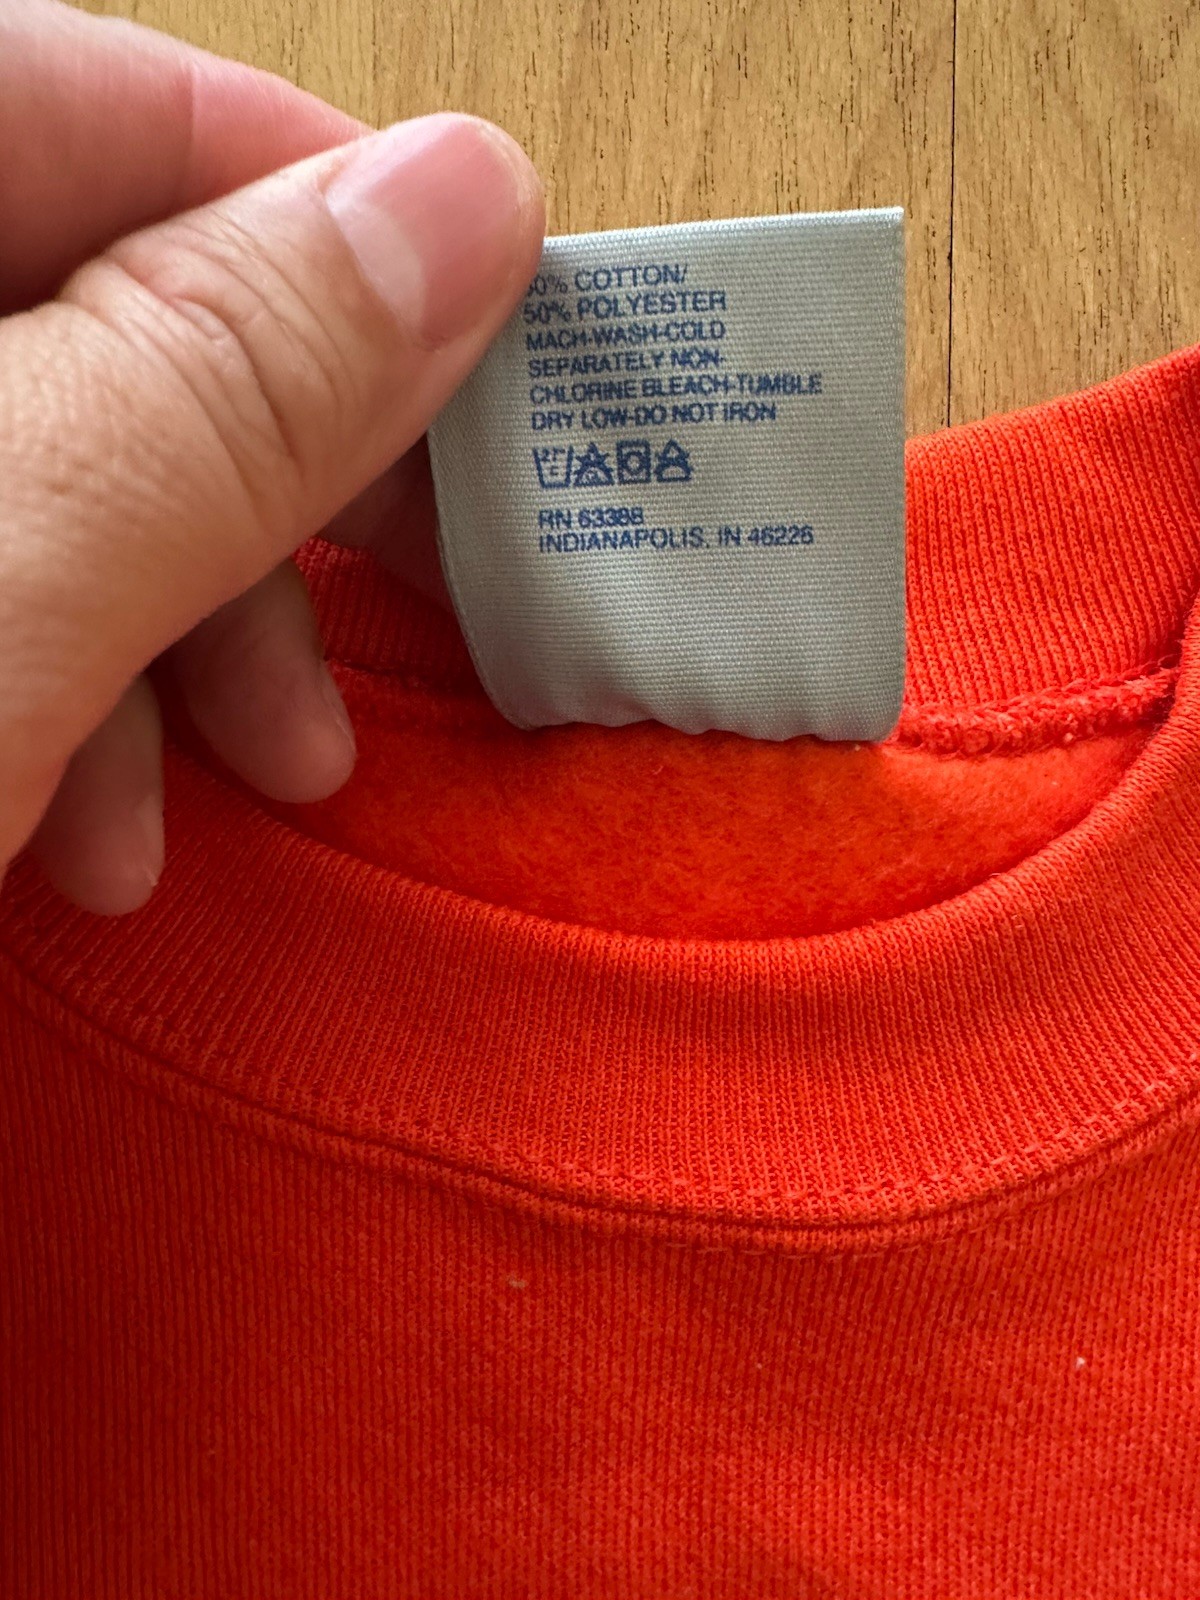 0% COTTON/
50% POLYESTER
MACH-WASH-COLD
SEPARATELY NON-
CHLORINE BLEACH-TUMBLE
DRY LOW-DO NOT IRON
RN 63388
INDIANAPOLIS, IN 46226